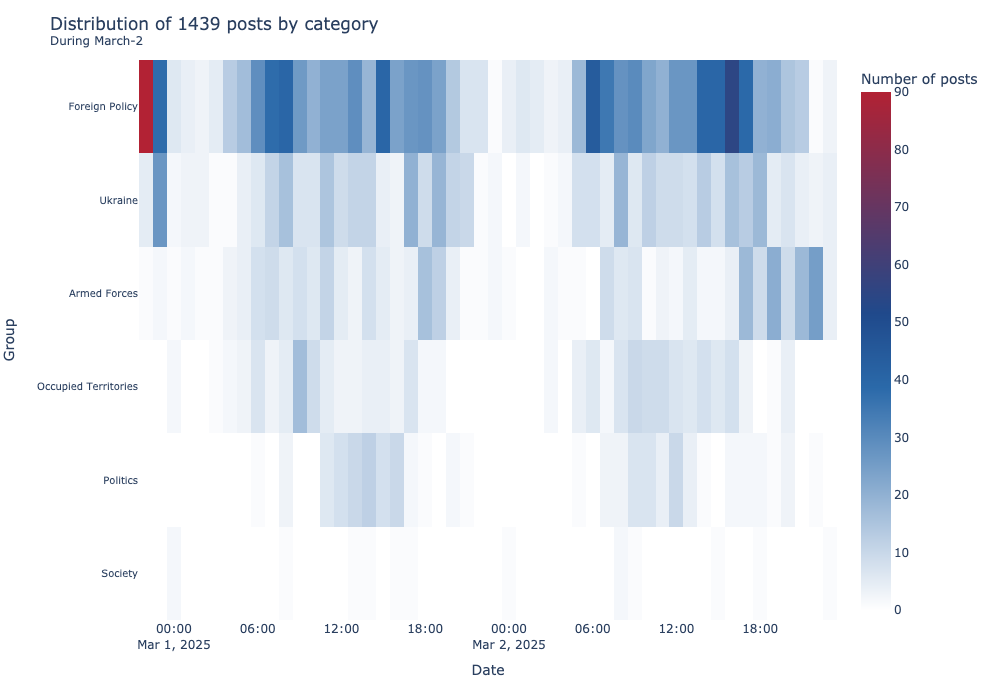 Distribution of 1439 posts by category
During March-2
Number of posts
90
80
70
60
50
40
30
20
10
0
Group
Foreign Policy
Ukraine
Armed Forces
Occupied Territories
Politics
Society
00:00 06:00 12:00 18:00 00:00 06:00 12:00 18:00
Mar 1, 2025 Mar 2, 2025
Date